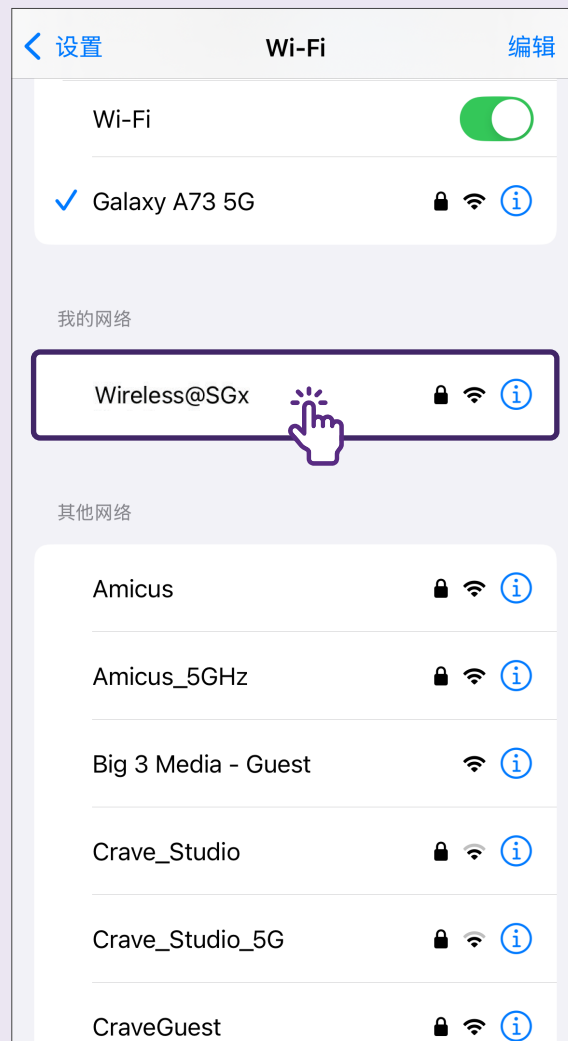 设置
Wi-Fi
编辑
Wi-Fi
Galaxy A73 5G
我的网络
Wireless@SGx
其他网络
Amicus
Amicus_5GHz
Big 3 Media - Guest
Crave_Studio
Crave_Studio_5G
CraveGuest